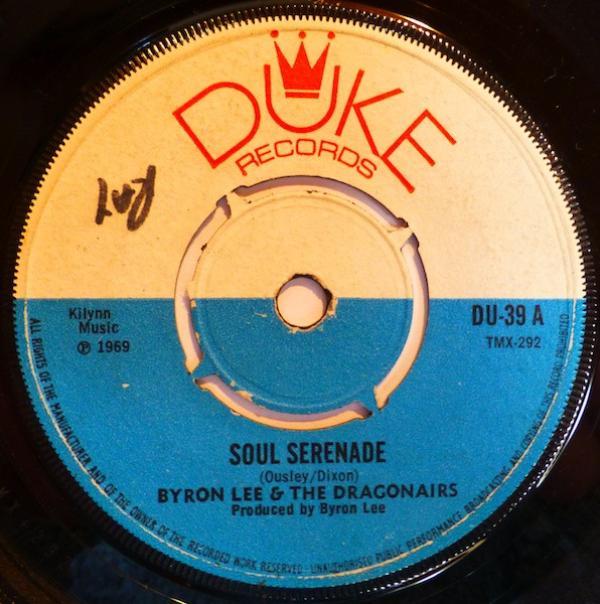 DUKE
RECORDS
Kilynn
Music
℗ 1969
DU-39 A
TMX-292
SOUL SERENADE
(Ousley/Dixon)
BYRON LEE & THE DRAGONAIRS
Produced by Byron Lee
ALL RIGHTS OF THE MANUFACTURER AND OF THE OWNER OF THE RECORDED WORK RESERVED - UNAUTHORISED PUBLIC PERFORMANCE BROADCASTING AND COPYING OF THIS RECORD PROHIBITED